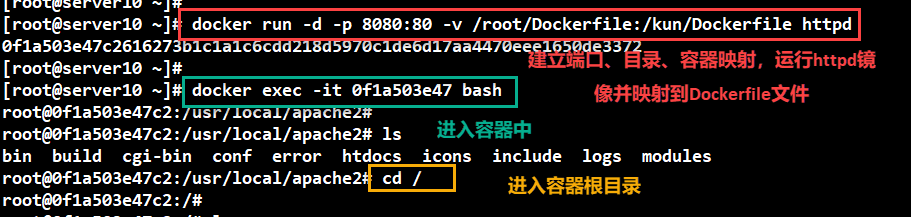 [root@server10 ~]#
[root@server10 ~]# docker run -d -p 8080:80 -v /root/Dockerfile:/kun/Dockerfile httpd
0f1a503e47c2616273b1c1a1c6cdd218d5970c1de6d17aa4470eee1650de3372
[root@server10 ~]#
建立端口、目录、容器映射，运行httpd镜
像并映射到Dockerfile文件
[root@server10 ~]# docker exec -it 0f1a503e47 bash
root@0f1a503e47c2:/usr/local/apache2#
进入容器中
root@0f1a503e47c2:/usr/local/apache2# ls
bin build cgi-bin conf error htdocs icons include logs modules
root@0f1a503e47c2:/usr/local/apache2# cd /
进入容器根目录
root@0f1a503e47c2:/#